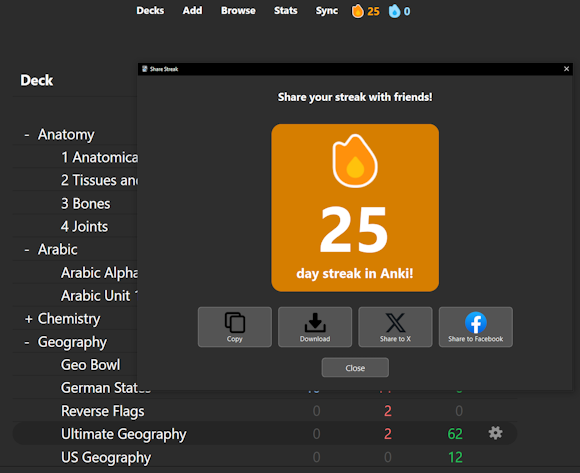 Decks Add Browse Stats Sync 25 0
Deck
Share Streak
Share your streak with friends!
25
day streak in Anki!
Copy Download Share to X Share to Facebook
Close
- Anatomy
1 Anatomica
2 Tissues and
3 Bones
4 Joints
- Arabic
Arabic Alpha
Arabic Unit
+ Chemistry
- Geography
Geo Bowl
German States
Reverse Flags 0 2 0
Ultimate Geography 0 2 62
US Geography 0 0 12